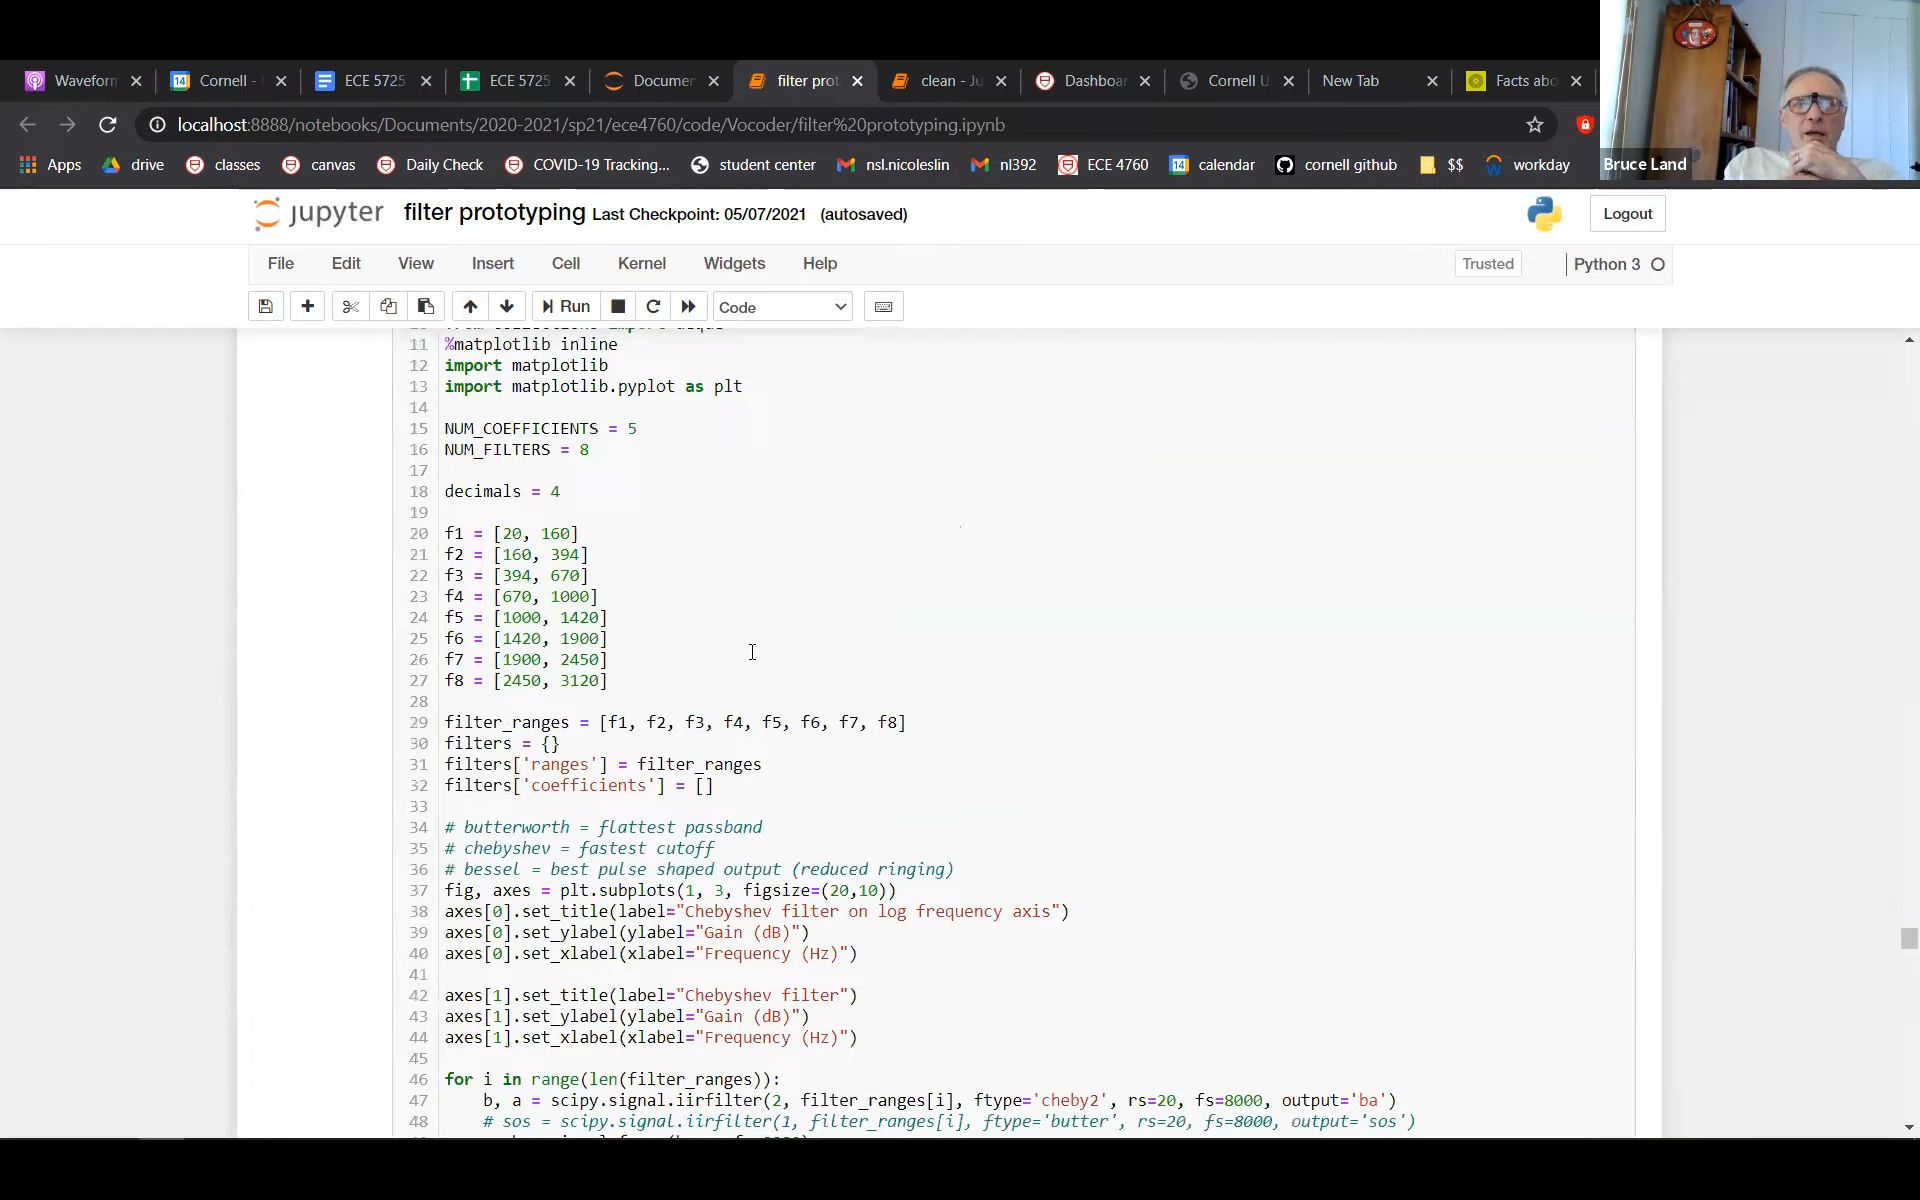 Waveform
Cornell -
ECE 5725
ECE 5725
Documen
filter prot
clean - Ju
Dashboar
Cornell U
New Tab
Facts abo
localhost:8888/notebooks/Documents/2020-2021/sp21/ece4760/code/Vocoder/filter%20prototyping.ipynb
Apps drive classes canvas Daily Check COVID-19 Tracking... student center nsl.nicoleslin nl392 ECE 4760 calendar cornell github $$ workday
Bruce Land
jupyter filter prototyping Last Checkpoint: 05/07/2021 (autosaved)
Logout
File Edit View Insert Cell Kernel Widgets Help
Trusted
Python 3
Run
Code
11 %matplotlib inline
12 import matplotlib
13 import matplotlib.pyplot as plt
14
15 NUM_COEFFICIENTS = 5
16 NUM_FILTERS = 8
17
18 decimals = 4
19
20 f1 = [20, 160]
21 f2 = [160, 394]
22 f3 = [394, 670]
23 f4 = [670, 1000]
24 f5 = [1000, 1420]
25 f6 = [1420, 1900]
26 f7 = [1900, 2450]
27 f8 = [2450, 3120]
28
29 filter_ranges = [f1, f2, f3, f4, f5, f6, f7, f8]
30 filters = {}
31 filters['ranges'] = filter_ranges
32 filters['coefficients'] = []
33
34 # butterworth = flattest passband
35 # chebyshev = fastest cutoff
36 # bessel = best pulse shaped output (reduced ringing)
37 fig, axes = plt.subplots(1, 3, figsize=(20,10))
38 axes[0].set_title(label="Chebyshev filter on log frequency axis")
39 axes[0].set_ylabel(ylabel="Gain (dB)")
40 axes[0].set_xlabel(xlabel="Frequency (Hz)")
41
42 axes[1].set_title(label="Chebyshev filter")
43 axes[1].set_ylabel(ylabel="Gain (dB)")
44 axes[1].set_xlabel(xlabel="Frequency (Hz)")
45
46 for i in range(len(filter_ranges)):
47 b, a = scipy.signal.iirfilter(2, filter_ranges[i], ftype='cheby2', rs=20, fs=8000, output='ba')
48 # sos = scipy.signal.iirfilter(1, filter_ranges[i], ftype='butter', rs=20, fs=8000, output='sos')